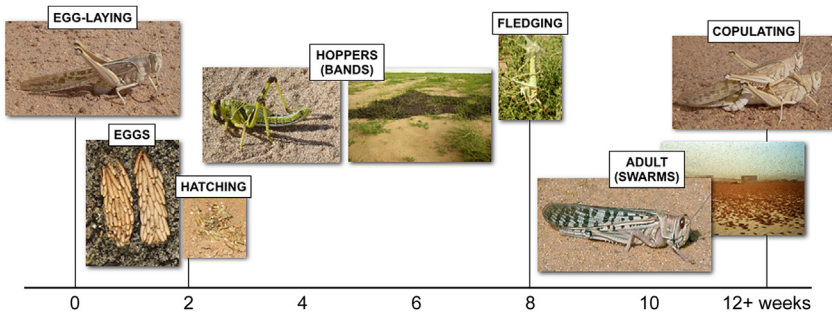 EGG-LAYING
EGGS
HATCHING
HOPPERS
(BANDS)
FLEDGING
ADULT
(SWARMS)
COPULATING
0 2 4 6 8 10 12+ weeks